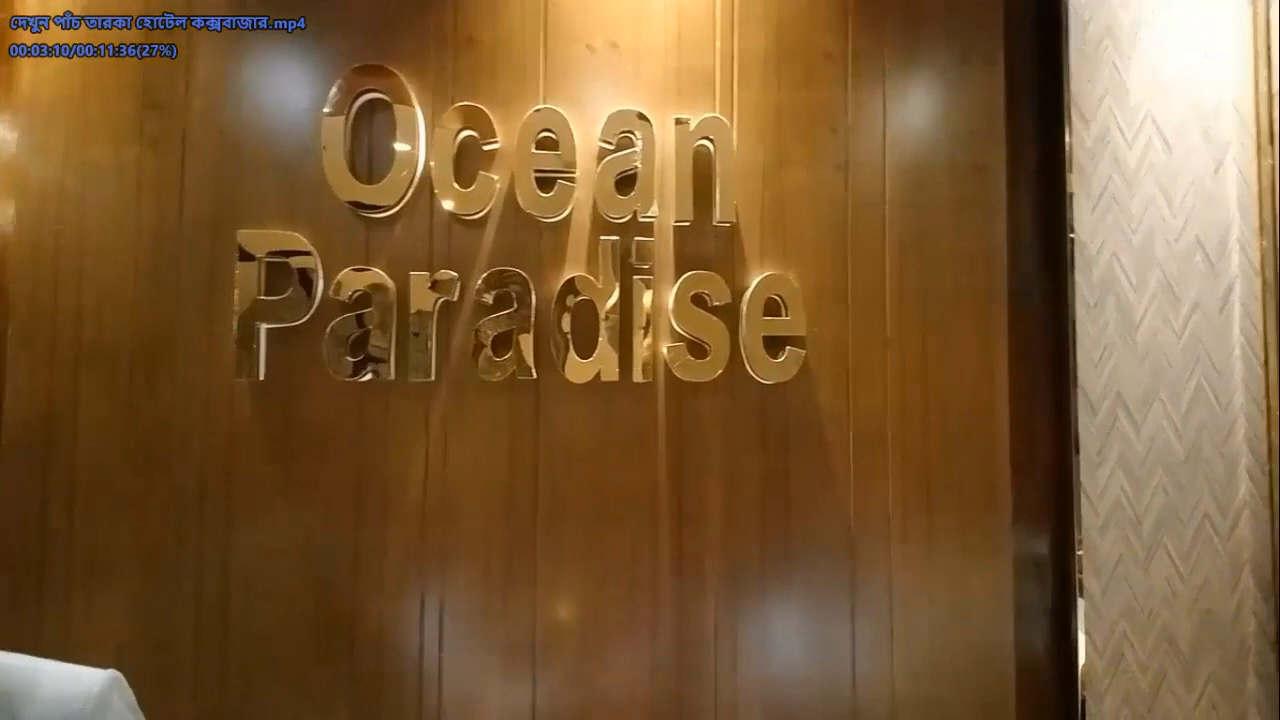 দেখুন পাঁচ তারকা হোটেল কক্সবাজার.mp4
00:03:10/00:11:36(27%)
Ocean
Paradise